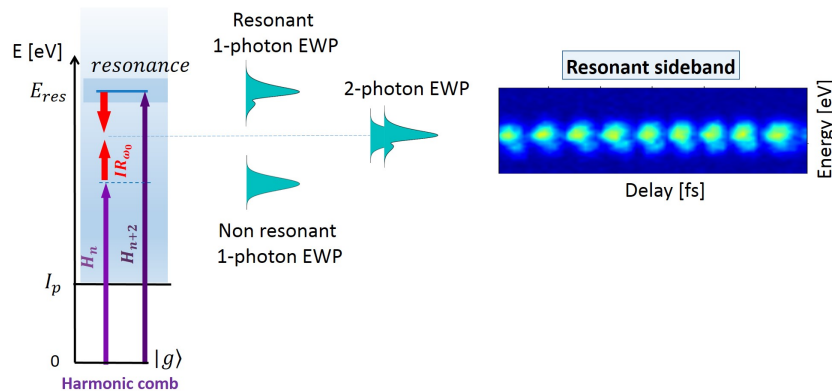 E [eV]
resonance
E_res
IR_ω₀
H_n
H_{n+2}
I_p
0
|g⟩
Harmonic comb
Resonant
1-photon EWP
2-photon EWP
Non resonant
1-photon EWP
Resonant sideband
Energy [eV]
Delay [fs]